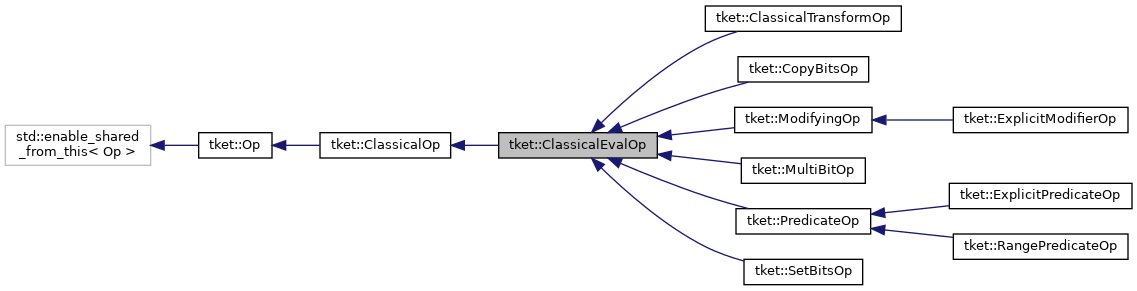 std::enable_shared
_from_this< Op >
tket::Op
tket::ClassicalOp
tket::ClassicalEvalOp
tket::ClassicalTransformOp
tket::CopyBitsOp
tket::ModifyingOp
tket::ExplicitModifierOp
tket::MultiBitOp
tket::PredicateOp
tket::ExplicitPredicateOp
tket::RangePredicateOp
tket::SetBitsOp